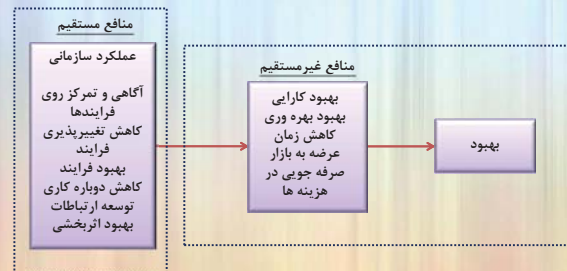 منافع مستقیم
عملکرد سازمانی
آگاهی و تمرکز روی
فرایندها
کاهش تغییرپذیری
فرایند
بهبود فرایند
کاهش دوباره کاری
توسعه ارتباطات
بهبود اثربخشی
منافع غیرمستقیم
بهبود کارایی
بهبود بهره وری
کاهش زمان
عرضه به بازار
صرفه جویی در
هزینه ها
بهبود